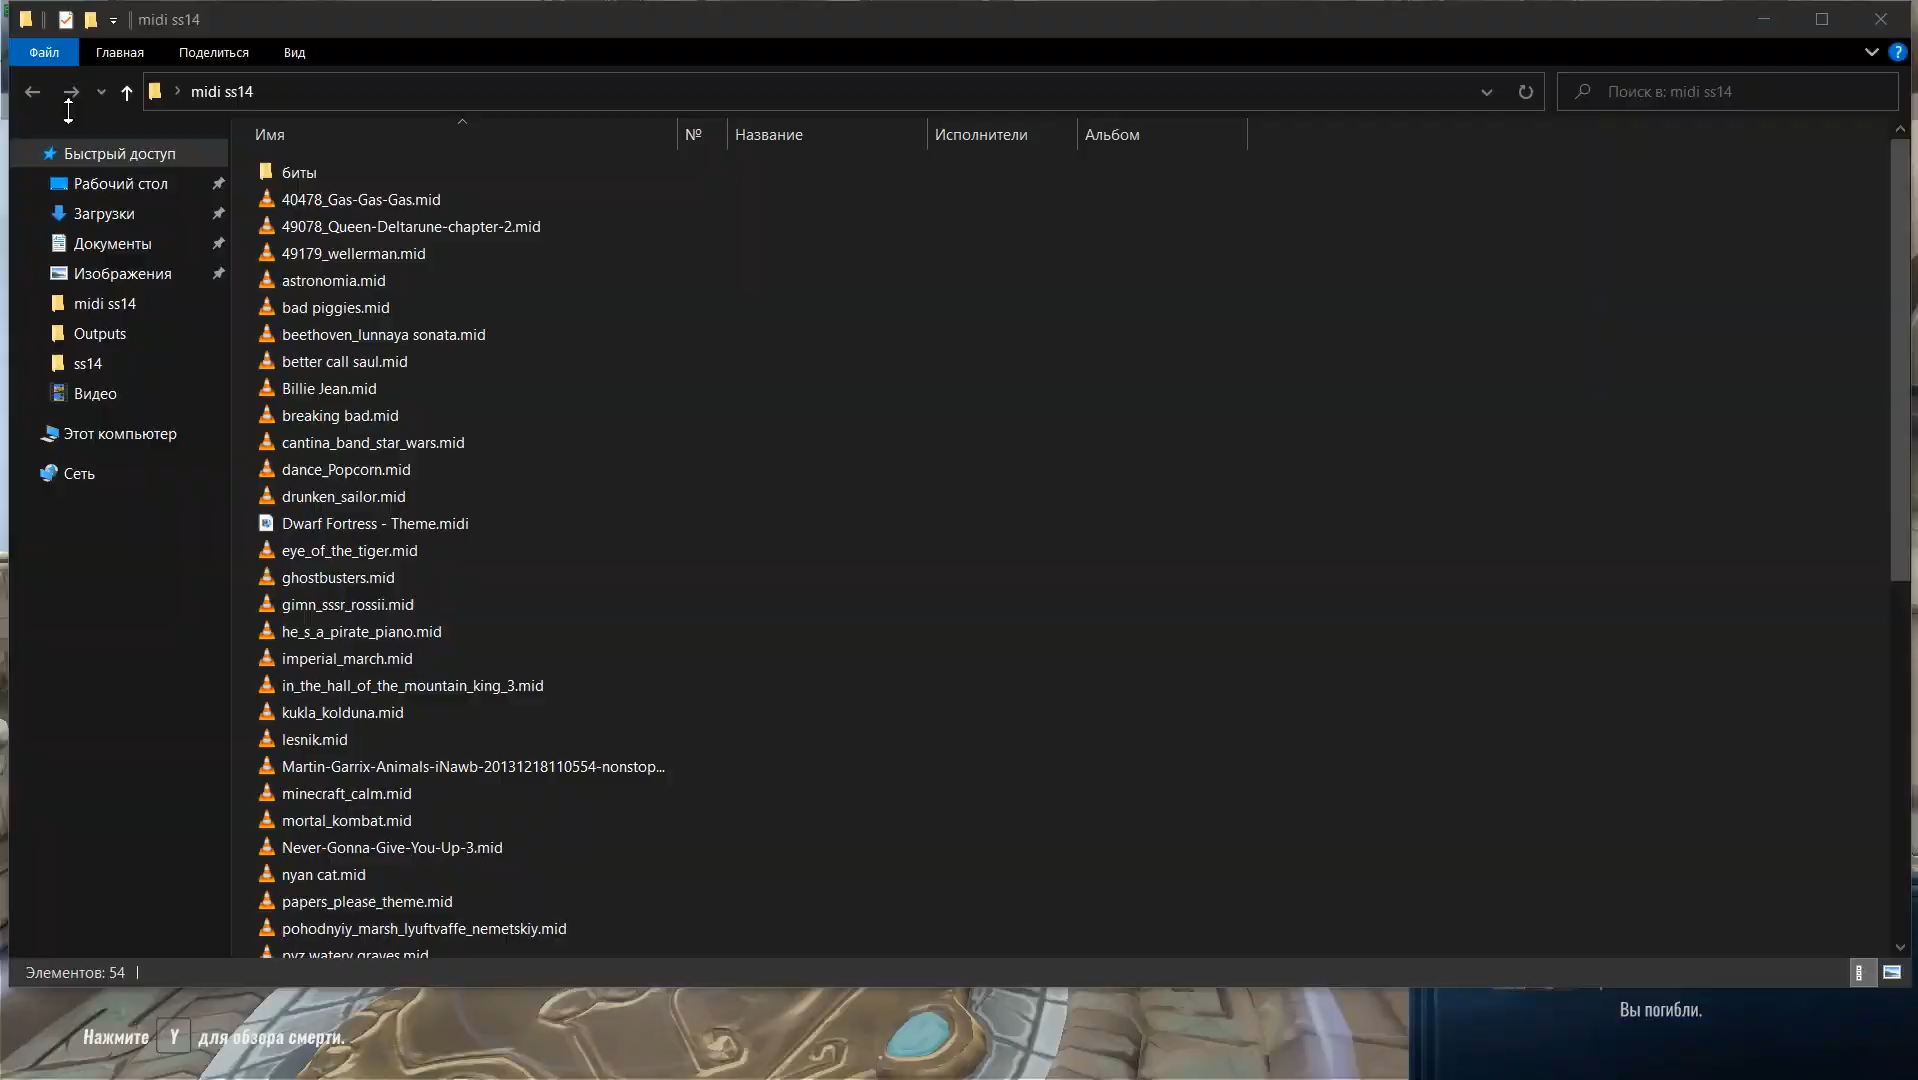 midi ss14
Файл
Главная
Поделиться
Вид
midi ss14
Поиск в: midi ss14
Имя
№
Название
Исполнители
Альбом
Быстрый доступ
Рабочий стол
Загрузки
Документы
Изображения
midi ss14
Outputs
ss14
Видео
Этот компьютер
Сеть
биты
40478_Gas-Gas-Gas.mid
49078_Queen-Deltarune-chapter-2.mid
49179_wellerman.mid
astronomia.mid
bad piggies.mid
beethoven_lunnaya sonata.mid
better call saul.mid
Billie Jean.mid
breaking bad.mid
cantina_band_star_wars.mid
dance_Popcorn.mid
drunken_sailor.mid
Dwarf Fortress - Theme.midi
eye_of_the_tiger.mid
ghostbusters.mid
gimn_sssr_rossii.mid
he_s_a_pirate_piano.mid
imperial_march.mid
in_the_hall_of_the_mountain_king_3.mid
kukla_kolduna.mid
lesnik.mid
Martin-Garrix-Animals-iNawb-20131218110554-nonstop...
minecraft_calm.mid
mortal_kombat.mid
Never-Gonna-Give-You-Up-3.mid
nyan cat.mid
papers_please_theme.mid
pohodnyiy_marsh_lyuftvaffe_nemetskiy.mid
pvz watery graves.mid
Элементов: 54
Нажмите Y для обзора смерти.
Вы погибли.